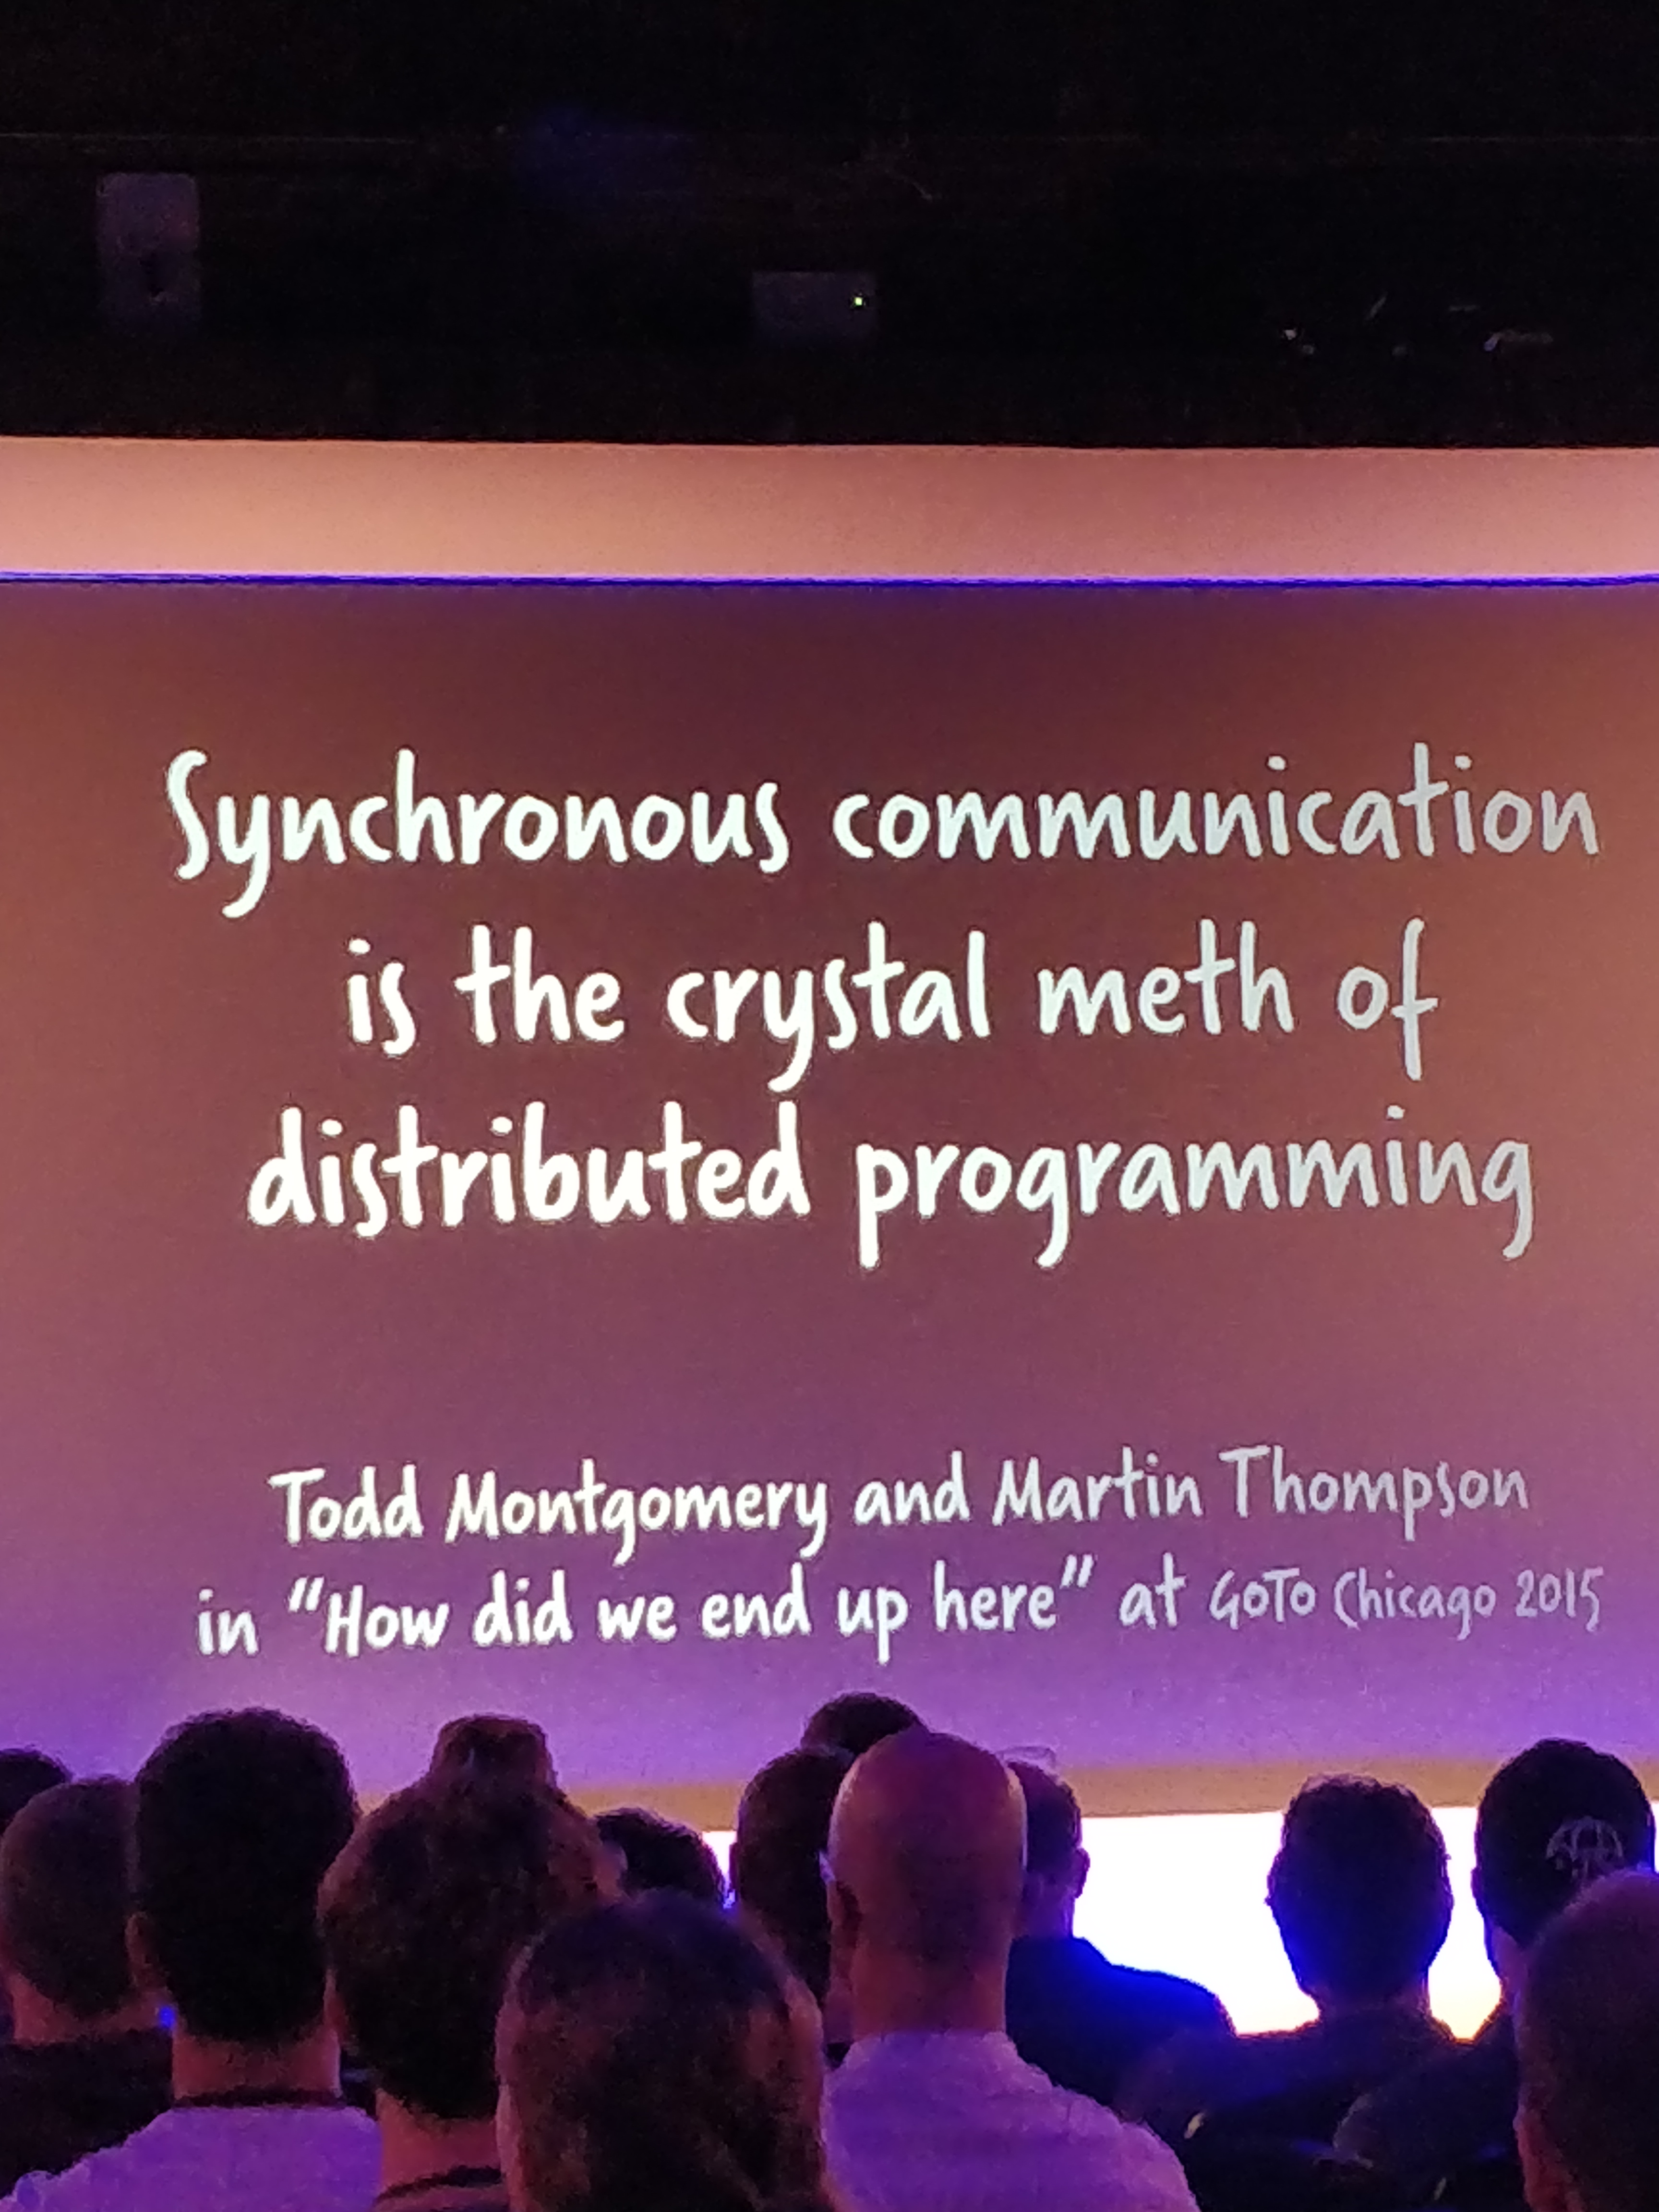 Synchronous communication
is the crystal meth of
distributed programming
Todd Montgomery and Martin Thompson
in “How did we end up here” at GOTO Chicago 2015